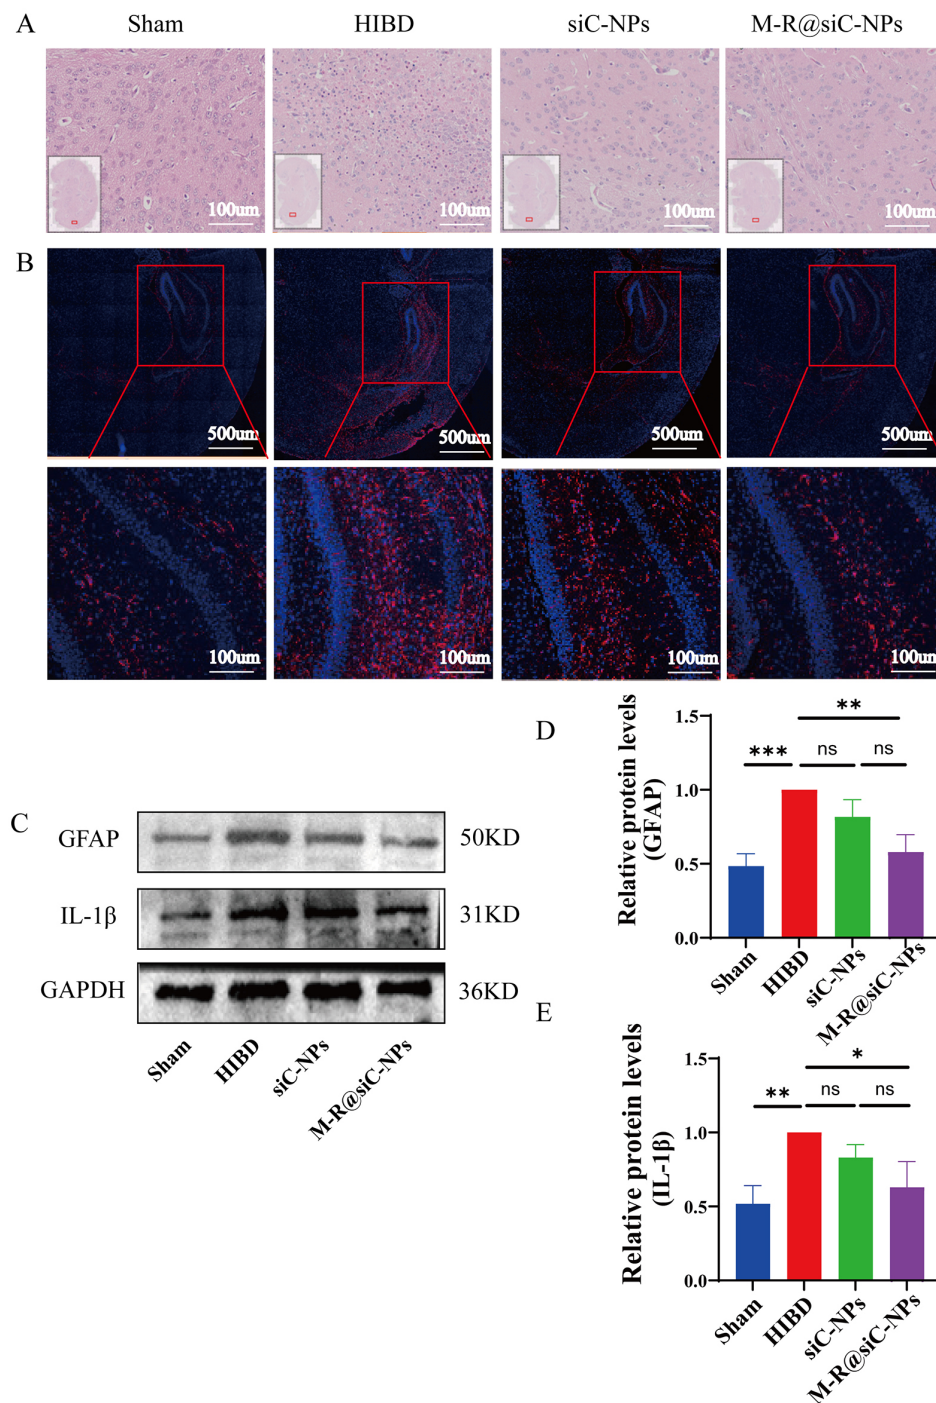 A
Sham
HIBD
siC-NPs
M-R@siC-NPs
100um
100um
100um
100um
B
500um
500um
500um
500um
100um
100um
100um
100um
C
GFAP
50KD
IL-1β
31KD
GAPDH
36KD
Sham
HIBD
siC-NPs
M-R@siC-NPs
D
Relative protein levels
(GFAP)
1.5
1.0
0.5
0.0
***
ns
ns
**
Sham
HIBD
siC-NPs
M-R@siC-NPs
E
Relative protein levels
(IL-1β)
1.5
1.0
0.5
0.0
**
ns
ns
*
Sham
HIBD
siC-NPs
M-R@siC-NPs